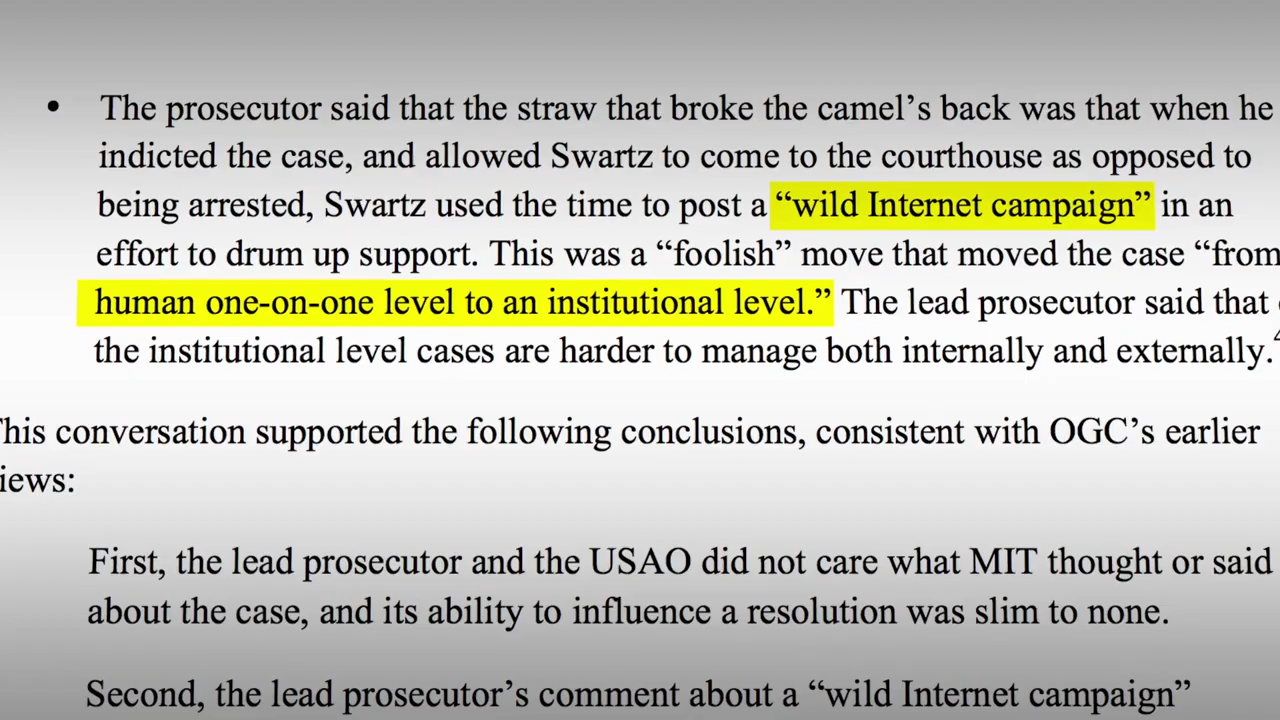 • The prosecutor said that the straw that broke the camel’s back was that when he
indicted the case, and allowed Swartz to come to the courthouse as opposed to
being arrested, Swartz used the time to post a “wild Internet campaign” in an
effort to drum up support. This was a “foolish” move that moved the case “from
human one-on-one level to an institutional level.” The lead prosecutor said that
the institutional level cases are harder to manage both internally and externally.
This conversation supported the following conclusions, consistent with OGC’s earlier
iews:
First, the lead prosecutor and the USAO did not care what MIT thought or said
about the case, and its ability to influence a resolution was slim to none.
Second, the lead prosecutor’s comment about a “wild Internet campaign”